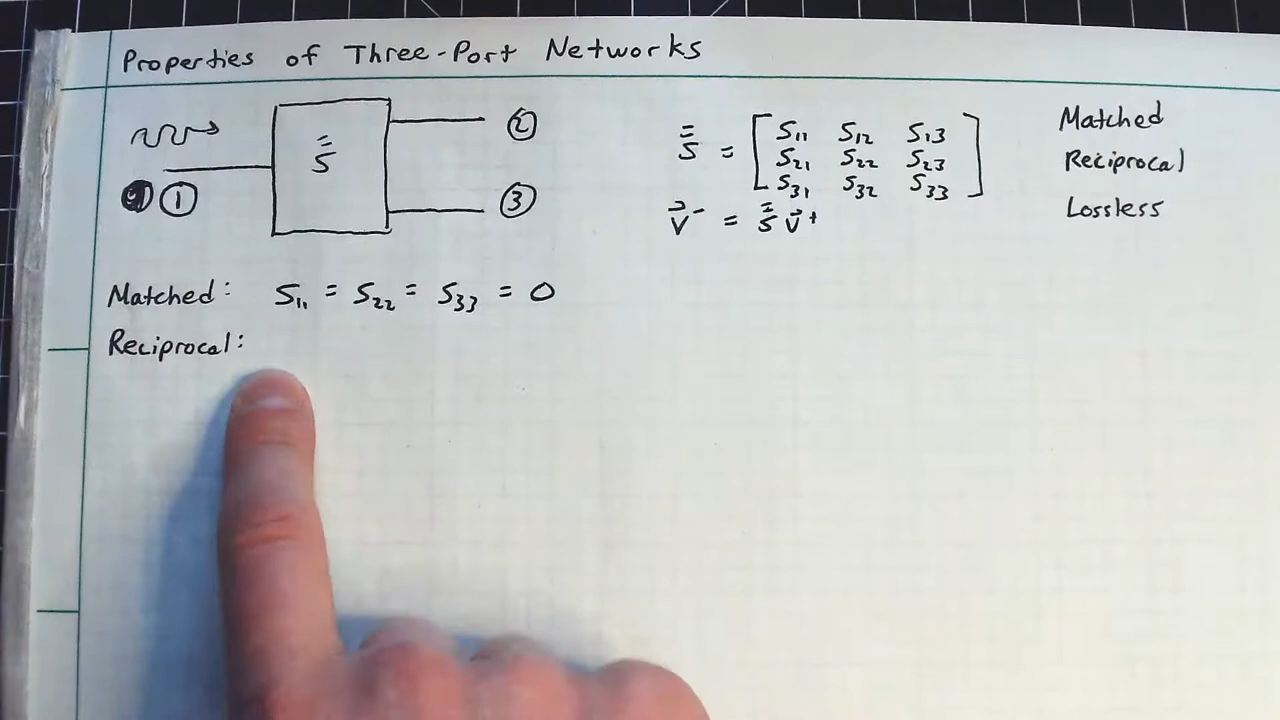 Properties of Three-Port Networks
S̿
①
②
③
S̿ = [ S₁₁ S₁₂ S₁₃
S₂₁ S₂₂ S₂₃
S₃₁ S₃₂ S₃₃ ]
V⃗⁻ = S̿ V⃗⁺
Matched
Reciprocal
Lossless
Matched: S₁₁ = S₂₂ = S₃₃ = 0
Reciprocal: